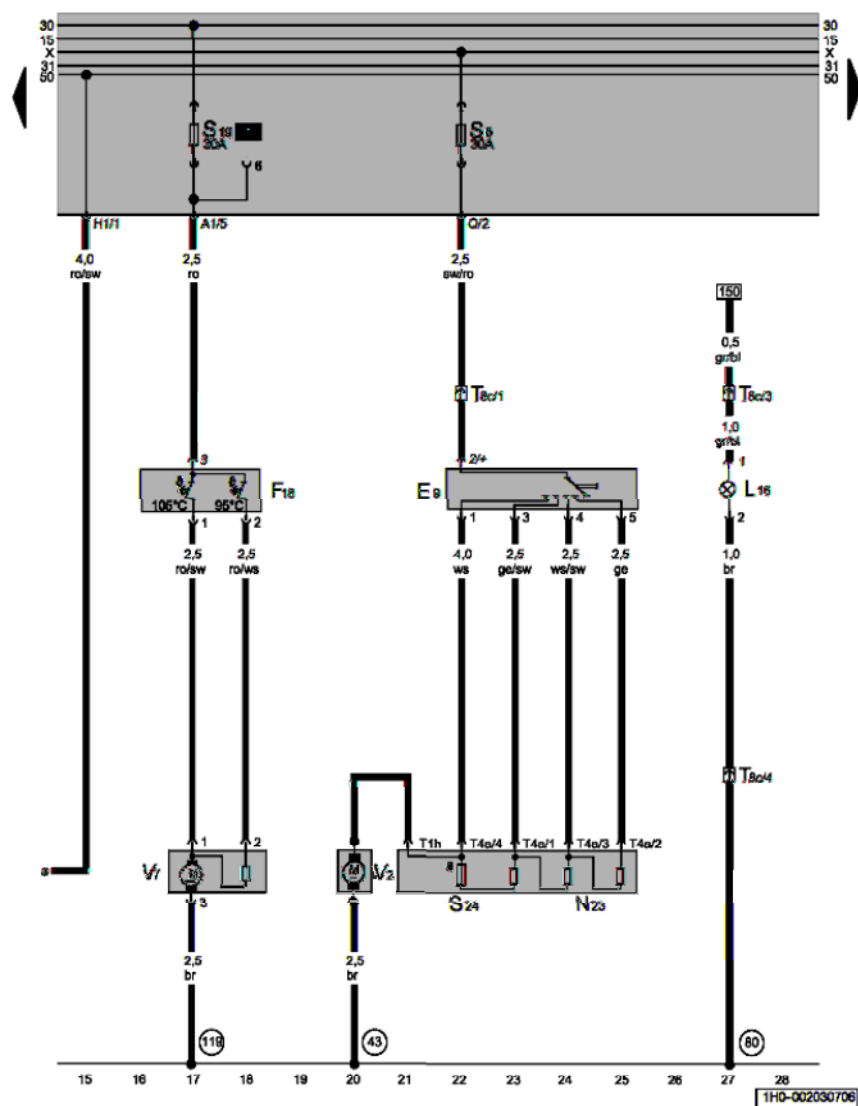 30 30
15 15
X X
31 31
50 50
S19 S5
30A 30A
6
H1/1 A1/5 Q/2
4,0 2,5 2,5
ro/sw ro sw/ro
150
0,5
gr/bl
T8c/1 T8c/3
1,0
gr/bl
3 2/+ 1
F18 E9 L16
105°C 95°C
1 2 1 3 4 5 2
2,5 2,5 4,0 2,5 2,5 2,5 1,0
ro/sw ro/ws ws ge/sw ws/sw ge br
T8c/4
1 2 T1h T4a/4 T4a/1 T4a/3 T4a/2
a V7 M M V2
3 S24 N23
2,5 2,5
br br
119 43 80
15 16 17 18 19 20 21 22 23 24 25 26 27 28
1H0-002030706